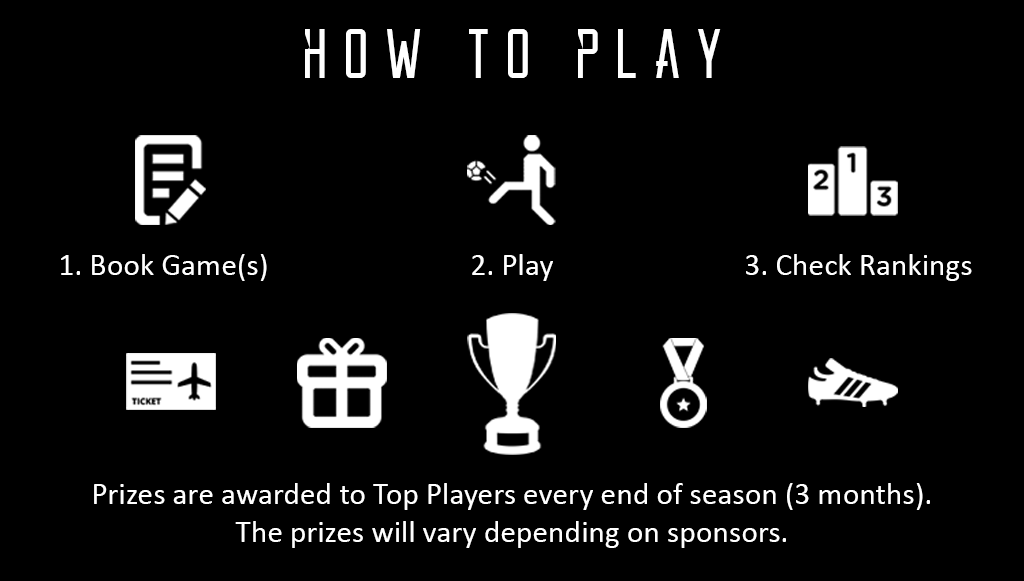 HOW TO PLAY
2 1 3
1. Book Game(s)
2. Play
3. Check Rankings
TICKET
Prizes are awarded to Top Players every end of season (3 months).
The prizes will vary depending on sponsors.